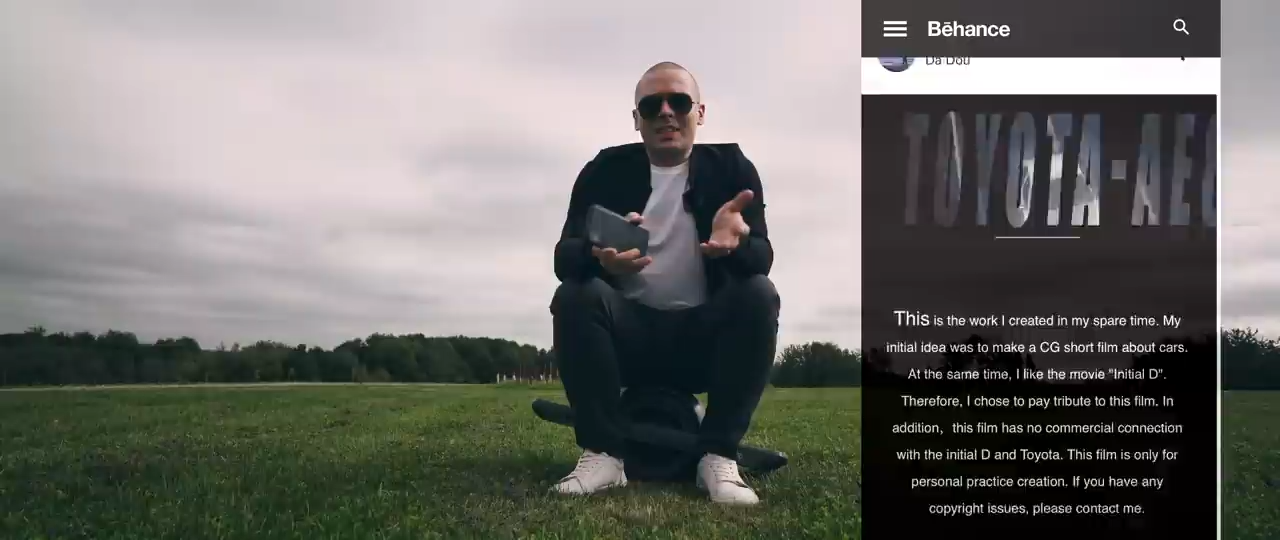 Bēhance
Da Dou
TOYOTA-AE
This is the work I created in my spare time. My
initial idea was to make a CG short film about cars.
At the same time, I like the movie "Initial D".
Therefore, I chose to pay tribute to this film. In
addition, this film has no commercial connection
with the initial D and Toyota. This film is only for
personal practice creation. If you have any
copyright issues, please contact me.